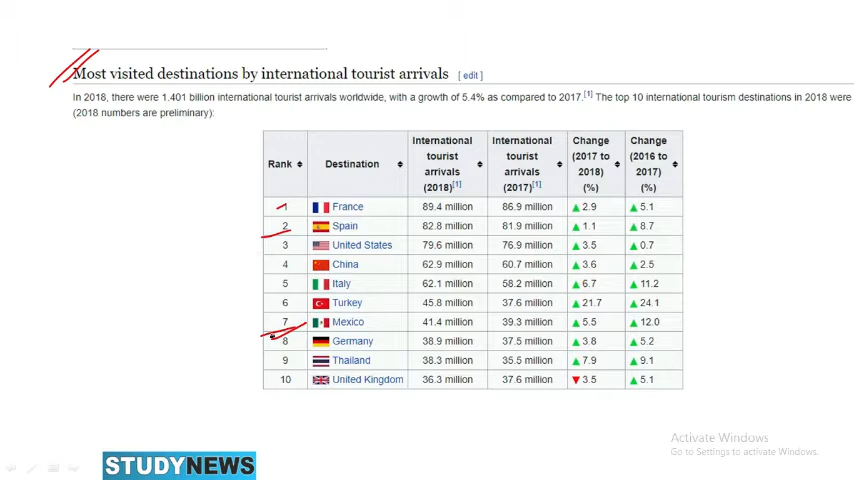 Most visited destinations by international tourist arrivals [ edit ]
In 2018, there were 1.401 billion international tourist arrivals worldwide, with a growth of 5.4% as compared to 2017.[1] The top 10 international tourism destinations in 2018 were
(2018 numbers are preliminary):
Rank Destination International tourist arrivals (2018)[1] International tourist arrivals (2017)[1] Change (2017 to 2018) (%) Change (2016 to 2017) (%)
1 France 89.4 million 86.9 million ▲ 2.9 ▲ 5.1
2 Spain 82.8 million 81.9 million ▲ 1.1 ▲ 8.7
3 United States 79.6 million 76.9 million ▲ 3.5 ▲ 0.7
4 China 62.9 million 60.7 million ▲ 3.6 ▲ 2.5
5 Italy 62.1 million 58.2 million ▲ 6.7 ▲ 11.2
6 Turkey 45.8 million 37.6 million ▲ 21.7 ▲ 24.1
7 Mexico 41.4 million 39.3 million ▲ 5.5 ▲ 12.0
8 Germany 38.9 million 37.5 million ▲ 3.8 ▲ 5.2
9 Thailand 38.3 million 35.5 million ▲ 7.9 ▲ 9.1
10 United Kingdom 36.3 million 37.6 million ▼ 3.5 ▲ 5.1
Activate Windows
Go to Settings to activate Windows.
STUDYNEWS